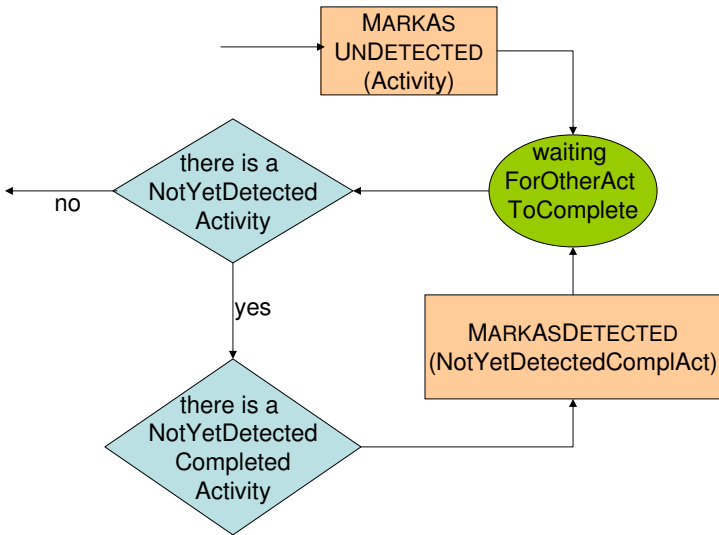 MARKAS
UNDETECTED
(Activity)
waiting
ForOtherAct
ToComplete
there is a
NotYetDetected
Activity
no
yes
MARKASDETECTED
(NotYetDetectedComplAct)
there is a
NotYetDetected
Completed
Activity